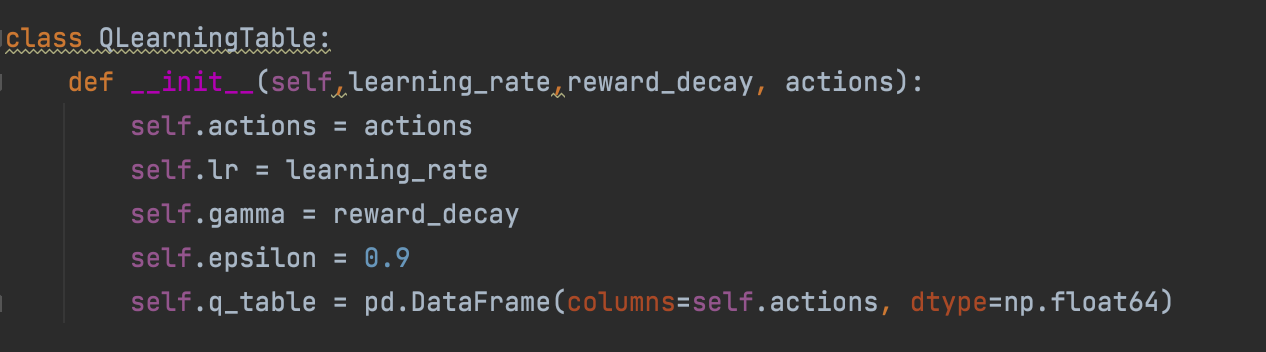 class QLearningTable:
    def __init__(self,learning_rate,reward_decay, actions):
        self.actions = actions
        self.lr = learning_rate
        self.gamma = reward_decay
        self.epsilon = 0.9
        self.q_table = pd.DataFrame(columns=self.actions, dtype=np.float64)